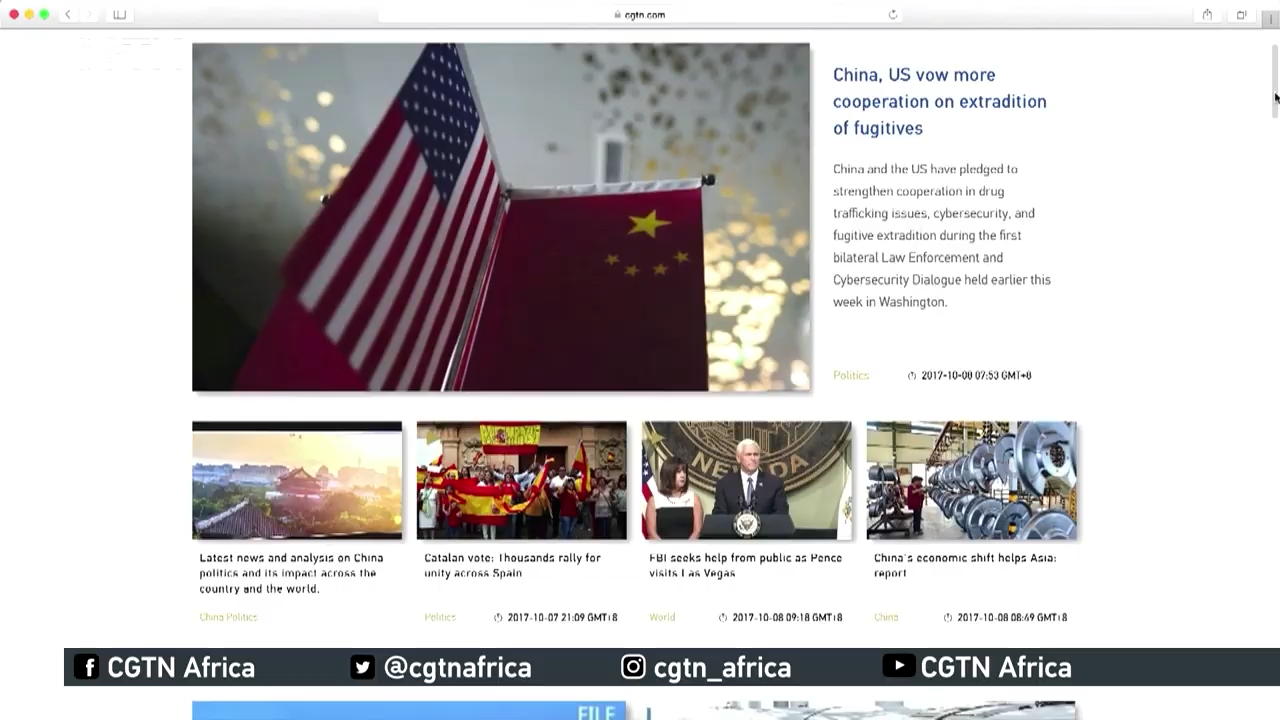 cgtn.com
China, US vow more
cooperation on extradition
of fugitives
China and the US have pledged to
strengthen cooperation in drug
trafficking issues, cybersecurity, and
fugitive extradition during the first
bilateral Law Enforcement and
Cybersecurity Dialogue held earlier this
week in Washington.
Politics 2017-10-08 07:53 GMT+8
NEVADA
Latest news and analysis on China
politics and its impact across the
country and the world.
China Politics
Catalan vote: Thousands rally for
unity across Spain
Politics 2017-10-07 21:09 GMT+8
FBI seeks help from public as Pence
visits Las Vegas
World 2017-10-08 09:18 GMT+8
China's economic shift helps Asia:
report
China 2017-10-08 08:49 GMT+8
CGTN Africa @cgtnafrica cgtn_africa CGTN Africa
FILE